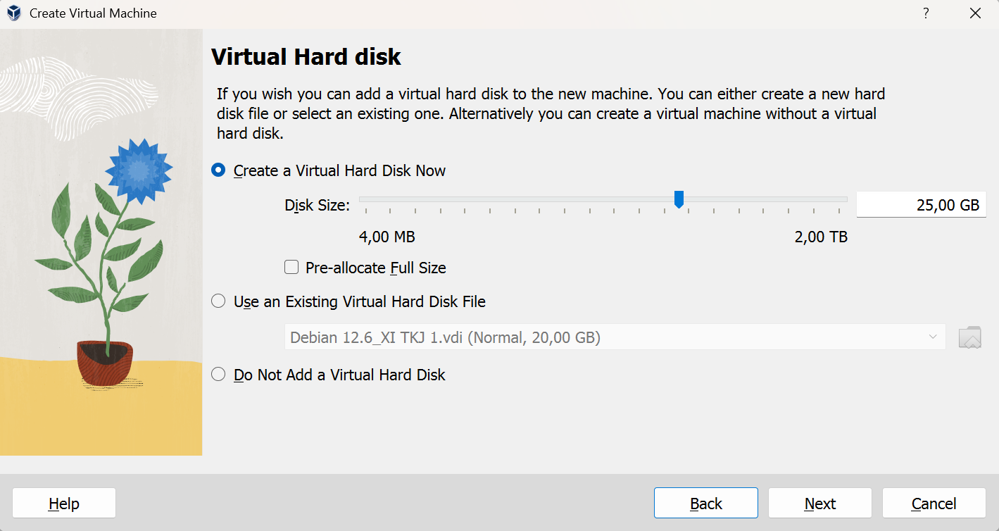 Create Virtual Machine
?
Virtual Hard disk
If you wish you can add a virtual hard disk to the new machine. You can either create a new hard
disk file or select an existing one. Alternatively you can create a virtual machine without a virtual
hard disk.
Create a Virtual Hard Disk Now
Disk Size:
25,00 GB
4,00 MB
2,00 TB
Pre-allocate Full Size
Use an Existing Virtual Hard Disk File
Debian 12.6_XI TKJ 1.vdi (Normal, 20,00 GB)
Do Not Add a Virtual Hard Disk
Help
Back
Next
Cancel